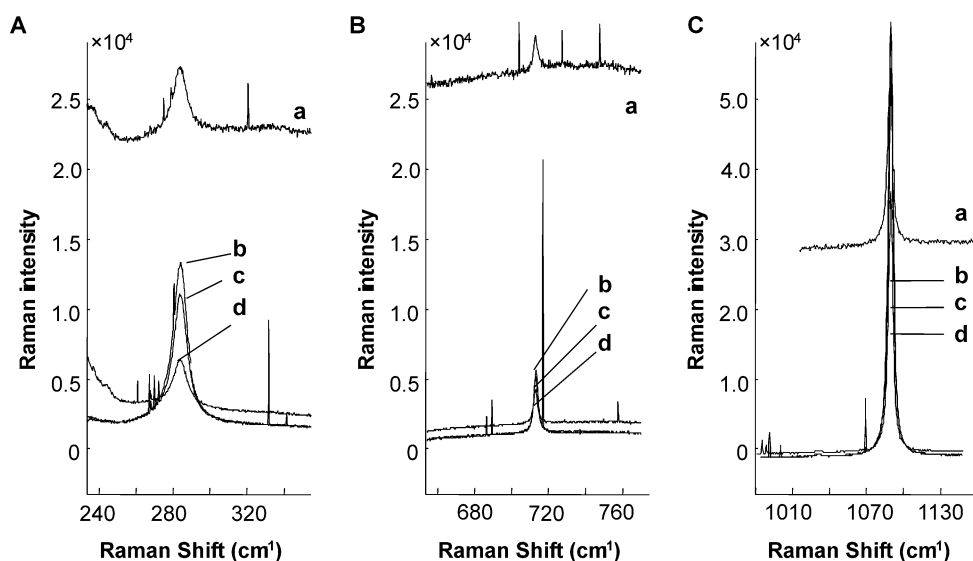 A
×10⁴
2.5
2.0
1.5
1.0
0.5
0
240 280 320
Raman intensity
Raman Shift (cm¹)
a
b
c
d
B
×10⁴
2.5
2.0
1.5
1.0
0.5
0
680 720 760
Raman intensity
Raman Shift (cm¹)
a
b
c
d
C
×10⁴
5.0
4.0
3.0
2.0
1.0
0
1010 1070 1130
Raman intensity
Raman Shift (cm¹)
a
b
c
d